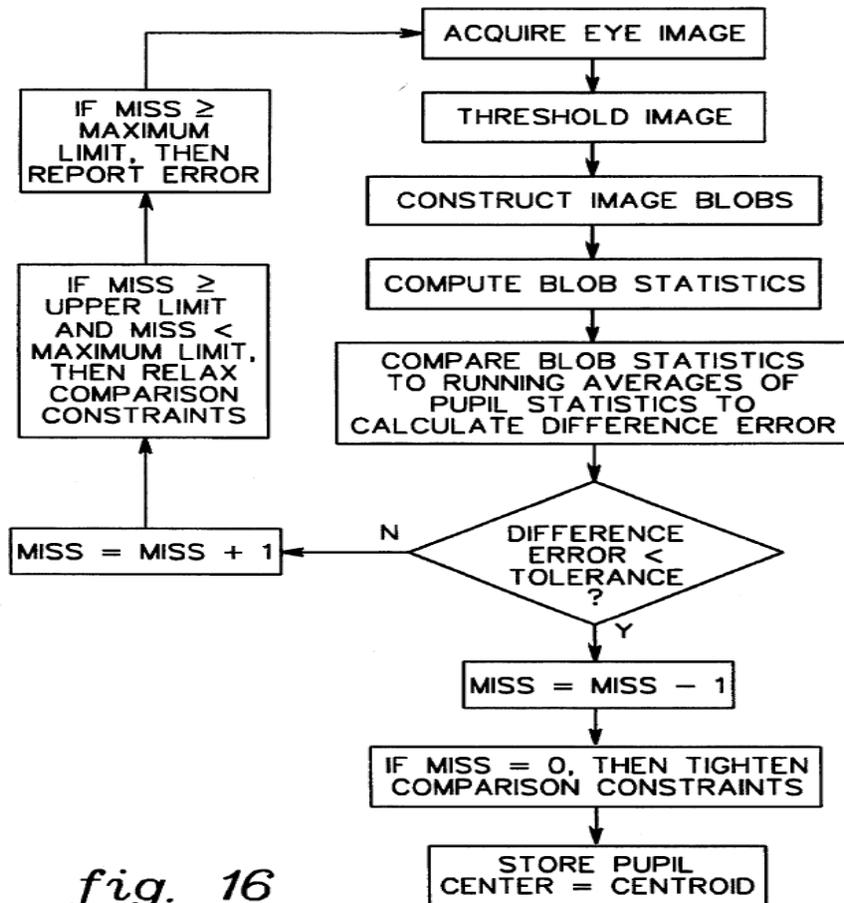 ACQUIRE EYE IMAGE
THRESHOLD IMAGE
CONSTRUCT IMAGE BLOBS
COMPUTE BLOB STATISTICS
COMPARE BLOB STATISTICS
TO RUNNING AVERAGES OF
PUPIL STATISTICS TO
CALCULATE DIFFERENCE ERROR
DIFFERENCE
ERROR <
TOLERANCE
?
N
MISS = MISS + 1
IF MISS ≥
UPPER LIMIT
AND MISS <
MAXIMUM LIMIT,
THEN RELAX
COMPARISON
CONSTRAINTS
IF MISS ≥
MAXIMUM
LIMIT, THEN
REPORT ERROR
Y
MISS = MISS − 1
IF MISS = 0, THEN TIGHTEN
COMPARISON CONSTRAINTS
STORE PUPIL
CENTER = CENTROID
fig. 16